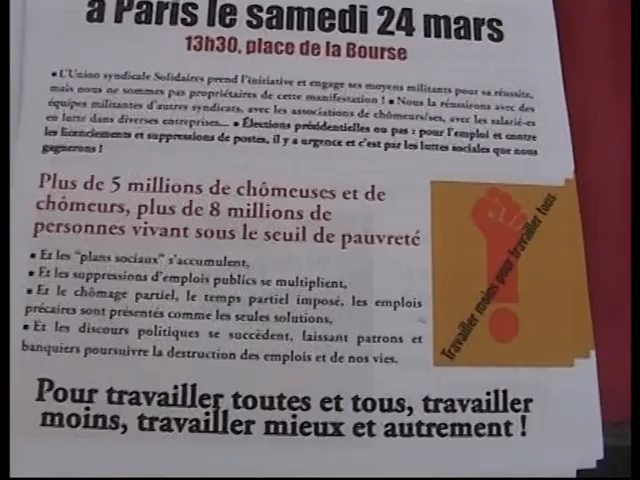 à Paris le samedi 24 mars
13h30, place de la Bourse
• L'Union syndicale Solidaires prend l'initiative et engage ses moyens militants pour sa réussite,
mais nous ne sommes pas propriétaires de cette manifestation ! • Nous la réussirons avec des
équipes militantes d'autres syndicats, avec les associations de chômeurs/ses, avec les salarié-es
en lutte dans diverses entreprises... • Élections présidentielles ou pas : pour l'emploi et contre
les licenciements et suppressions de postes, il y a urgence et c'est par les luttes sociales que nous
gagnerons !
Plus de 5 millions de chômeuses et de
chômeurs, plus de 8 millions de
personnes vivant sous le seuil de pauvreté
• Et les "plans sociaux" s'accumulent,
• Et les suppressions d'emplois publics se multiplient,
• Et le chômage partiel, le temps partiel imposé, les emplois
précaires sont présentés comme les seules solutions,
• Et les discours politiques se succèdent, laissant patrons et
banquiers poursuivre la destruction des emplois et de nos vies.
Travailler moins pour travailler tous
Pour travailler toutes et tous, travailler
moins, travailler mieux et autrement !